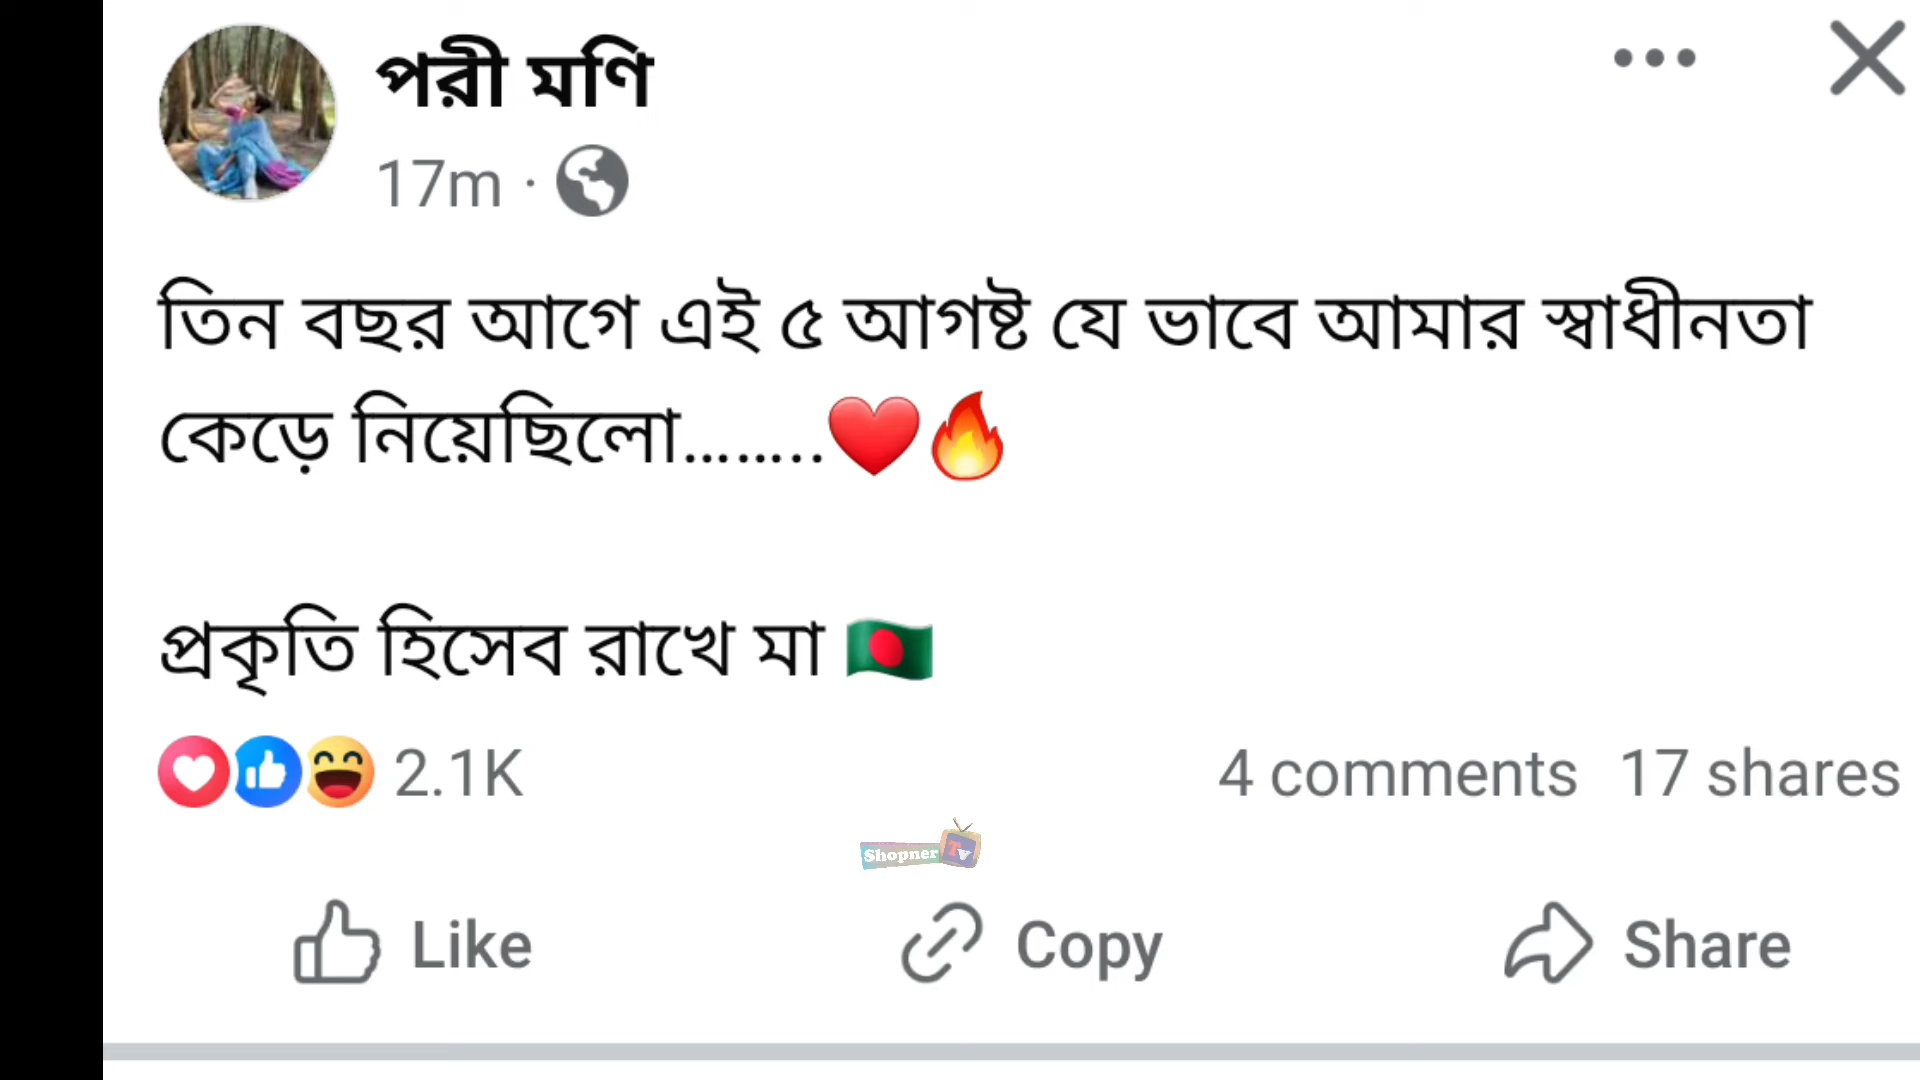 পরী মণি
17m ·
তিন বছর আগে এই ৫ আগষ্ট যে ভাবে আমার স্বাধীনতা
কেড়ে নিয়েছিলো……..❤️🔥
প্রকৃতি হিসেব রাখে মা 🇧🇩
2.1K 4 comments 17 shares
Shopner Tv
Like Copy Share